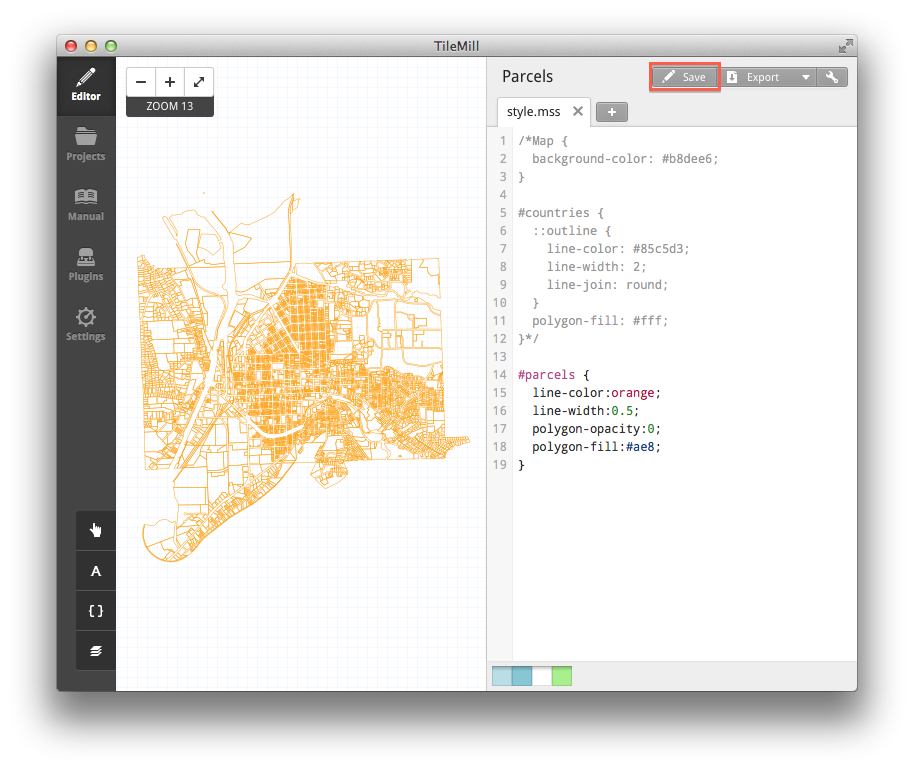 TileMill
Editor
Projects
Manual
Plugins
Settings
A
{ }
− + 
ZOOM 13
Parcels
Save
Export
style.mss ✕
+
1 /*Map {
2   background-color: #b8dee6;
3 }
4
5 #countries {
6   ::outline {
7     line-color: #85c5d3;
8     line-width: 2;
9     line-join: round;
10   }
11   polygon-fill: #fff;
12 }*/
13
14 #parcels {
15   line-color:orange;
16   line-width:0.5;
17   polygon-opacity:0;
18   polygon-fill:#ae8;
19 }